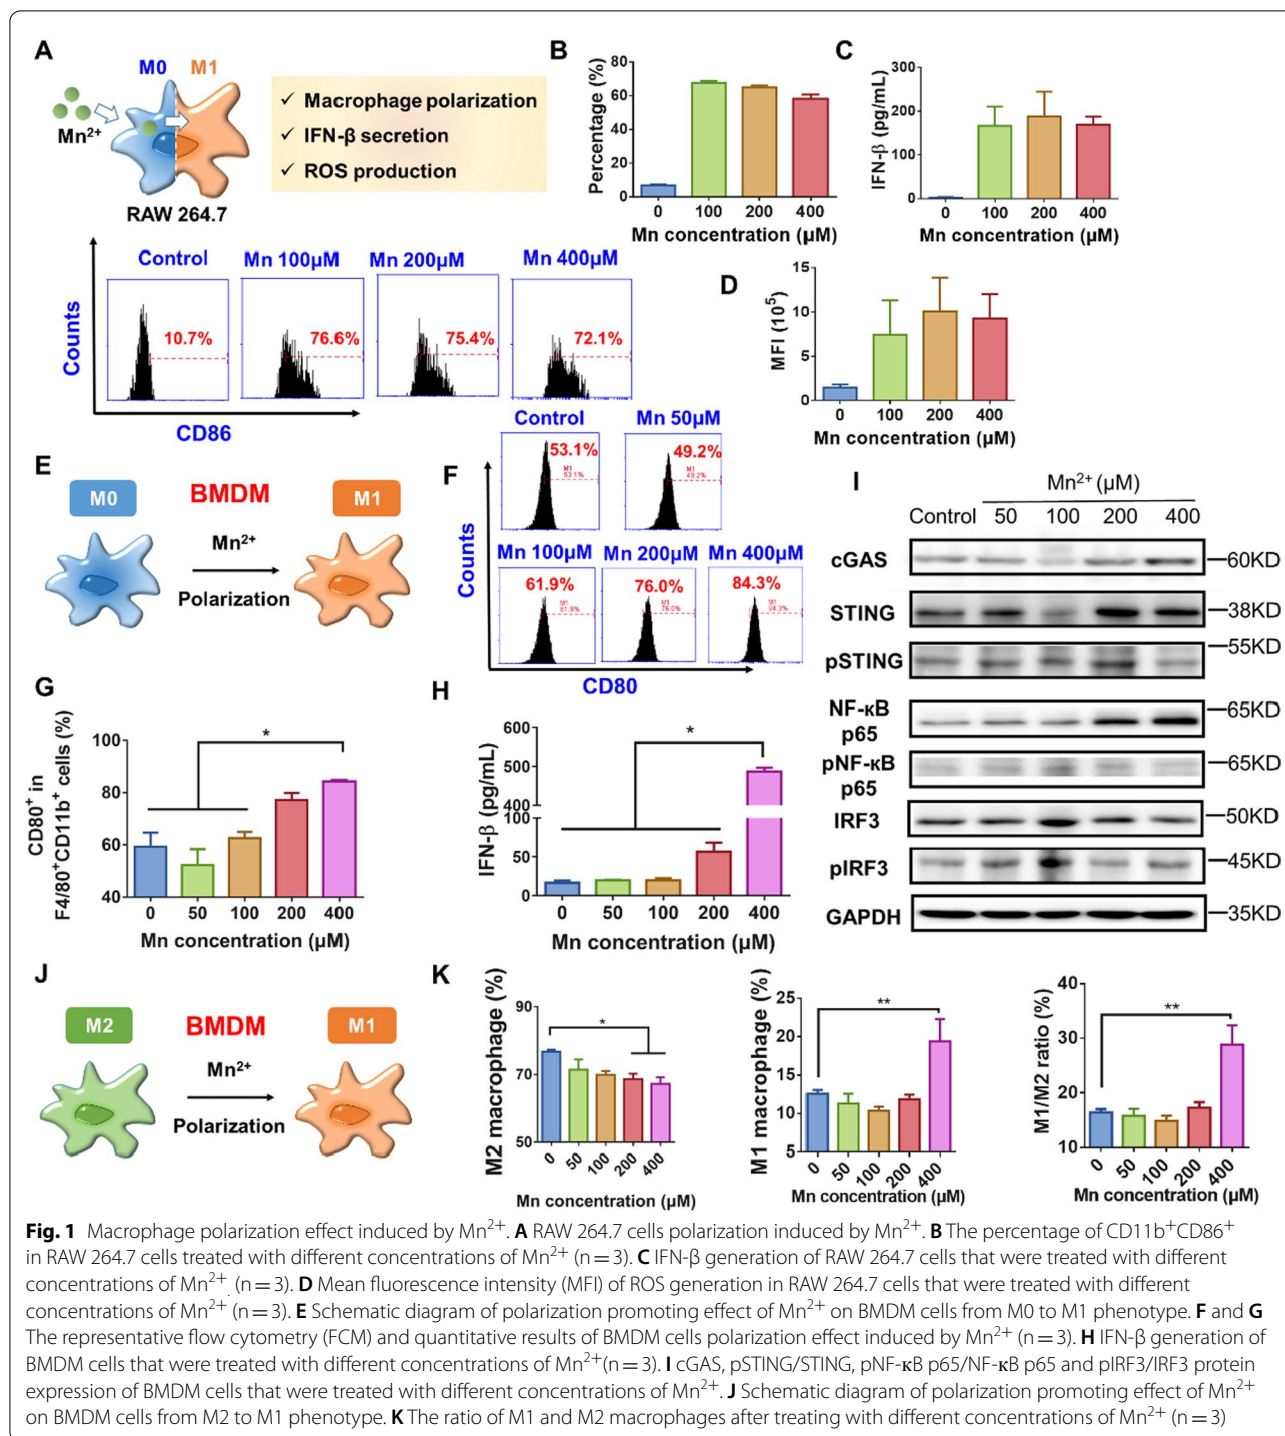 A
M0 M1
Mn²⁺
RAW 264.7
✓ Macrophage polarization
✓ IFN-β secretion
✓ ROS production
B
Percentage (%)
80
60
40
20
0
0 100 200 400
Mn concentration (µM)
C
IFN-β (pg/mL)
300
200
100
0
0 100 200 400
Mn concentration (µM)
Control Mn 100µM Mn 200µM Mn 400µM
10.7% 76.6% 75.4% 72.1%
Counts
CD86
D
MFI (10⁵)
15
10
5
0
0 100 200 400
Mn concentration (µM)
E
M0 BMDM M1
Mn²⁺
Polarization
F
Control Mn 50µM
53.1% 49.2%
M1 M1
53.1% 49.2%
Mn 100µM Mn 200µM Mn 400µM
61.9% 76.0% 84.3%
M1 M1 M1
61.9% 76.0% 84.3%
Counts
CD80
G
CD80⁺ in
F4/80⁺CD11b⁺ cells (%)
100
80
60
40
*
0 50 100 200 400
Mn concentration (µM)
H
IFN-β (pg/mL)
600
500
400
100
50
0
*
0 50 100 200 400
Mn concentration (µM)
I
Mn²⁺ (µM)
Control 50 100 200 400
cGAS 60KD
STING 38KD
pSTING 55KD
NF-κB p65 65KD
pNF-κB p65 65KD
IRF3 50KD
pIRF3 45KD
GAPDH 35KD
J
M2 BMDM M1
Mn²⁺
Polarization
K
M2 macrophage (%)
90
70
50
*
0 50 100 200 400
Mn concentration (µM)
M1 macrophage (%)
25
20
15
10
5
**
0 50 100 200 400
Mn concentration (µM)
M1/M2 ratio (%)
40
30
20
10
**
0 50 100 200 400
Mn concentration (µM)
Fig. 1 Macrophage polarization effect induced by Mn²⁺. A RAW 264.7 cells polarization induced by Mn²⁺. B The percentage of CD11b⁺CD86⁺
in RAW 264.7 cells treated with different concentrations of Mn²⁺ (n = 3). C IFN-β generation of RAW 264.7 cells that were treated with different
concentrations of Mn²⁺. (n = 3). D Mean fluorescence intensity (MFI) of ROS generation in RAW 264.7 cells that were treated with different
concentrations of Mn²⁺ (n = 3). E Schematic diagram of polarization promoting effect of Mn²⁺ on BMDM cells from M0 to M1 phenotype. F and G
The representative flow cytometry (FCM) and quantitative results of BMDM cells polarization effect induced by Mn²⁺ (n = 3). H IFN-β generation of
BMDM cells that were treated with different concentrations of Mn²⁺(n = 3). I cGAS, pSTING/STING, pNF-κB p65/NF-κB p65 and pIRF3/IRF3 protein
expression of BMDM cells that were treated with different concentrations of Mn²⁺. J Schematic diagram of polarization promoting effect of Mn²⁺
on BMDM cells from M2 to M1 phenotype. K The ratio of M1 and M2 macrophages after treating with different concentrations of Mn²⁺ (n = 3)